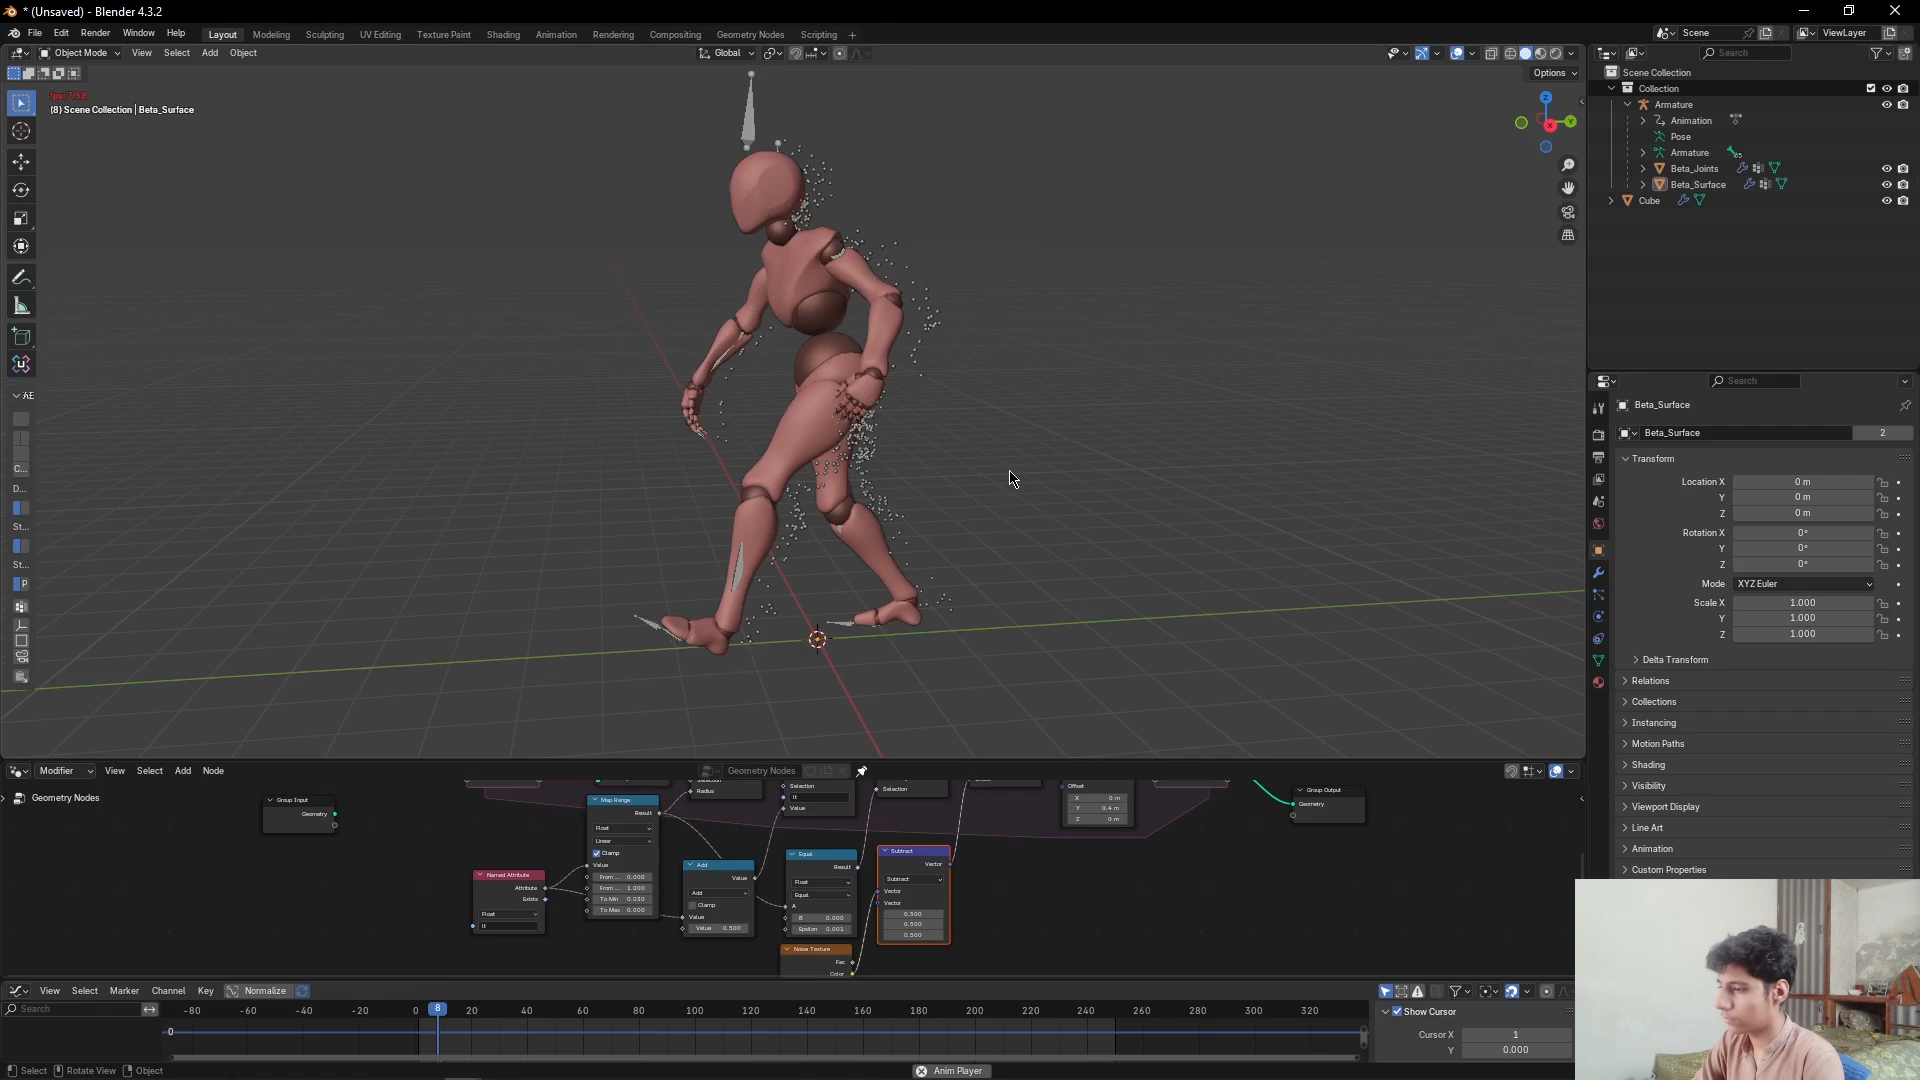 * (Unsaved) - Blender 4.3.2
File Edit Render Window Help
Layout Modeling Sculpting UV Editing Texture Paint Shading Animation Rendering Compositing Geometry Nodes Scripting +
Scene
ViewLayer
Object Mode View Select Add Object
Global
Search
Options
fps: 7.58
(8) Scene Collection | Beta_Surface
Z
Y
X
Scene Collection
Collection
Armature
Animation
Pose
Armature
65
Beta_Joints
Beta_Surface
Cube
AE
C...
D...
St...
St...
P
Search
Beta_Surface
Beta_Surface 2
Transform
Location X 0 m
Y 0 m
Z 0 m
Rotation X 0°
Y 0°
Z 0°
Mode XYZ Euler
Scale X 1.000
Y 1.000
Z 1.000
Delta Transform
Relations
Collections
Instancing
Motion Paths
Shading
Visibility
Viewport Display
Line Art
Animation
Custom Properties
Modifier View Select Add Node
Geometry Nodes
Geometry Nodes
Group Input
Geometry
Named Attribute
Attribute
Exists
Float
lt
Map Range
Result
Float
Linear
Clamp
Value
From ... 0.000
From ... 1.000
To Min 0.030
To Max 0.000
Selection
Radius
Add
Value
Add
Clamp
Value
Value 0.500
Selection
lt
Value
Equal
Result
Float
Equal
A
B 0.000
Epsilon 0.001
Noise Texture
Fac
Color
Selection
Subtract
Vector
Subtract
Vector
Vector
0.500
0.500
0.500
Offset
X 0 m
Y 0.4 m
Z 0 m
Group Output
Geometry
View Select Marker Channel Key Normalize
Search
-80 -60 -40 -20 0 8 20 40 60 80 100 120 140 160 180 200 220 240 260 280 300 320
0
Show Cursor
Cursor X 1
Y 0.000
Select Rotate View Object
Anim Player